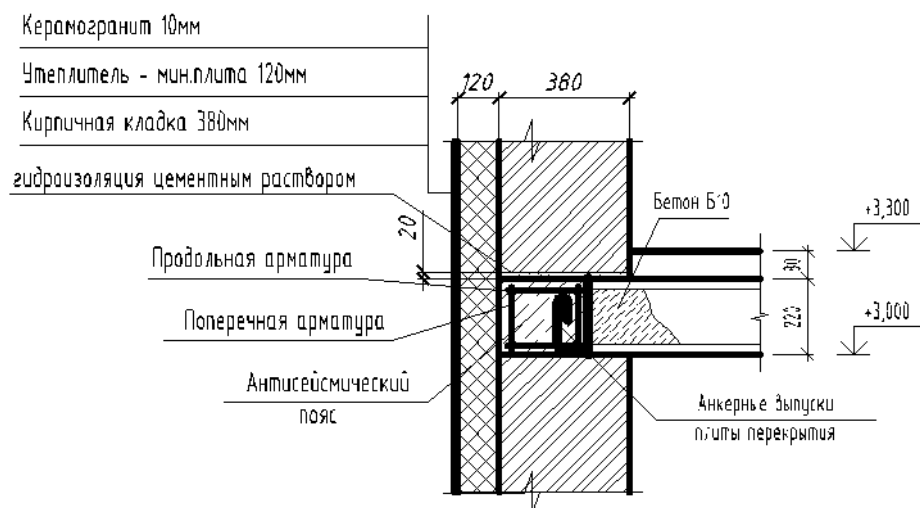 Керамогранит 10мм
Утеплитель - мин.плита 120мм
Кирпичная кладка 380мм
гидроизоляция цементным раствором
120
380
20
Бетон Б10
+3,300
Продольная арматура
Поперечная арматура
220
+3,000
Антисейсмический
пояс
Анкерные выпуски
плиты перекрытия